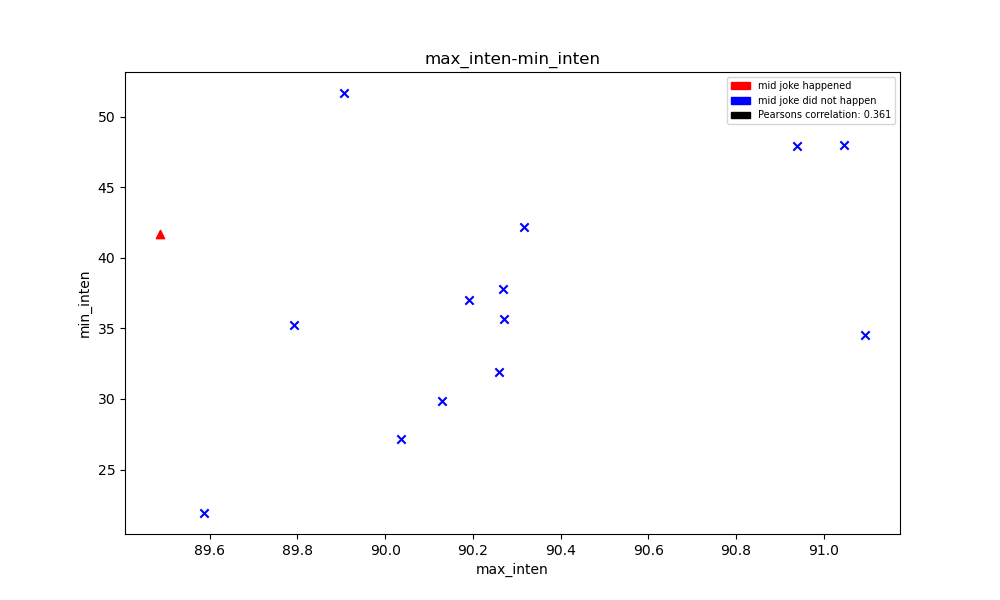 max_inten-min_inten
mid joke happened
mid joke did not happen
Pearsons correlation: 0.361
50
45
40
35
30
25
min_inten
89.6 89.8 90.0 90.2 90.4 90.6 90.8 91.0
max_inten